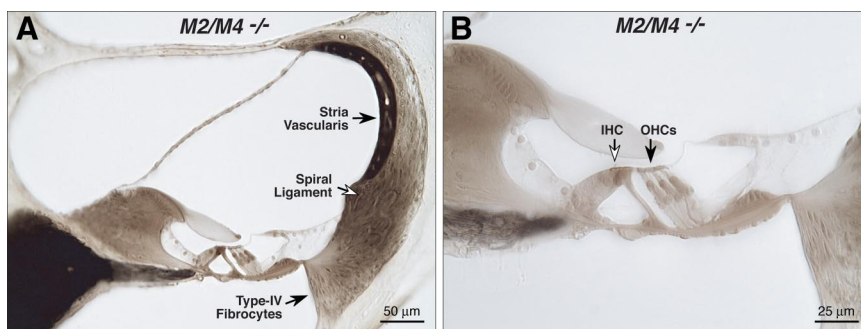 A
M2/M4 -/-
Stria
Vascularis
Spiral
Ligament
Type-IV
Fibrocytes
50 µm
B
M2/M4 -/-
IHC OHCs
25 µm